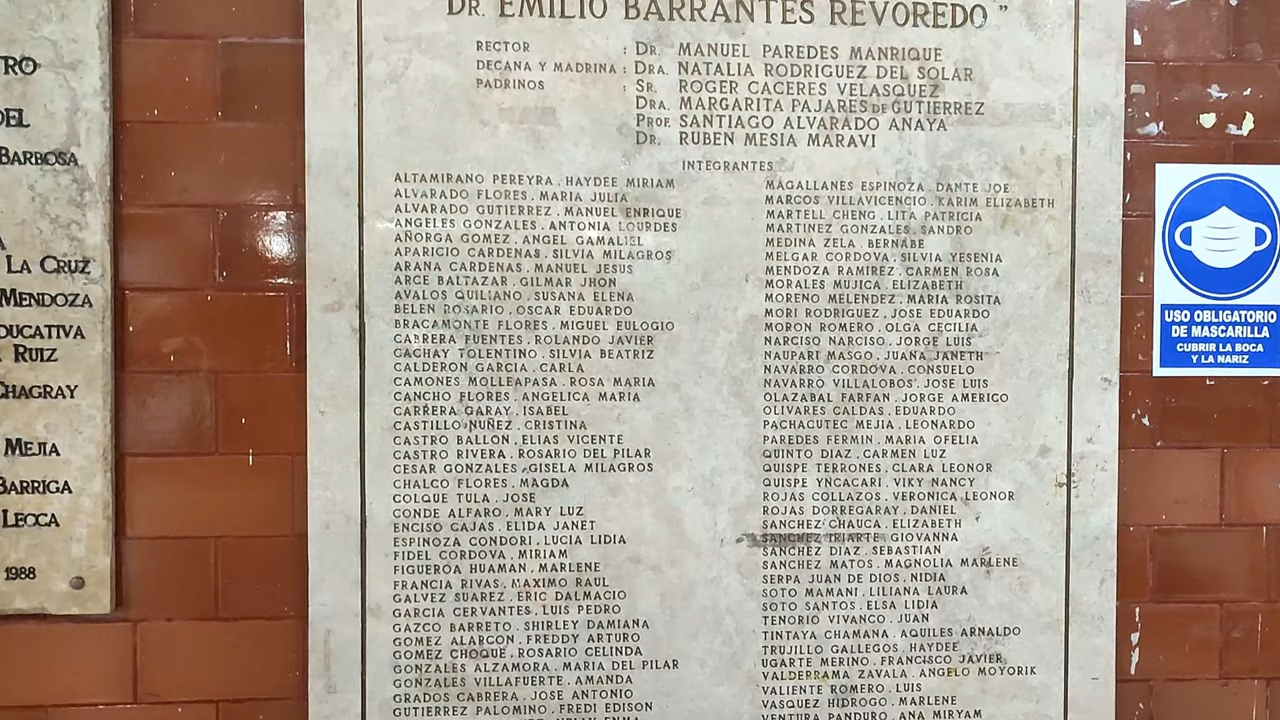 TRO
DEL
BARBOSA
A
LA CRUZ
MENDOZA
DUCATIVA
RUIZ
CHAGRAY
MEJIA
BARRIGA
LECCA
1988
DR. EMILIO BARRANTES REVOREDO"
RECTOR : DR. MANUEL PAREDES MANRIQUE
DECANA Y MADRINA : DRA. NATALIA RODRIGUEZ DEL SOLAR
PADRINOS : SR. ROGER CACERES VELASQUEZ
DRA. MARGARITA PAJARES DE GUTIERREZ
PROF. SANTIAGO ALVARADO ANAYA
DR. RUBEN MESIA MARAVI
INTEGRANTES
ALTAMIRANO PEREYRA . HAYDEE MIRIAM
ALVARADO FLORES . MARIA JULIA
ALVARADO GUTIERREZ . MANUEL ENRIQUE
ANGELES GONZALES . ANTONIA LOURDES
AÑORGA GOMEZ . ANGEL GAMALIEL
APARICIO CARDENAS . SILVIA MILAGROS
ARANA CARDENAS . MANUEL JESUS
ARCE BALTAZAR . GILMAR JHON
AVALOS QUILIANO . SUSANA ELENA
BELEN ROSARIO . OSCAR EDUARDO
BRACAMONTE FLORES . MIGUEL EULOGIO
CABRERA FUENTES . ROLANDO JAVIER
CACHAY TOLENTINO . SILVIA BEATRIZ
CALDERON GARCIA . CARLA
CAMONES MOLLEAPASA . ROSA MARIA
CANCHO FLORES . ANGELICA MARIA
CARRERA GARAY . ISABEL
CASTILLO NUÑEZ . CRISTINA
CASTRO BALLON . ELIAS VICENTE
CASTRO RIVERA . ROSARIO DEL PILAR
CESAR GONZALES . GISELA MILAGROS
CHALCO FLORES . MAGDA
COLQUE TULA . JOSE
CONDE ALFARO . MARY LUZ
ENCISO GAJAS . ELIDA JANET
ESPINOZA CONDORI . LUCIA LIDIA
FIDEL CORDOVA . MIRIAM
FIGUEROA HUAMAN . MARLENE
FRANCIA RIVAS . MAXIMO RAUL
GALVEZ SUAREZ . ERIC DALMACIO
GARCIA CERVANTES . LUIS PEDRO
GAZCO BARRETO . SHIRLEY DAMIANA
GOMEZ ALARCON . FREDDY ARTURO
GOMEZ CHOQUE . ROSARIO CELINDA
GONZALES ALZAMORA . MARIA DEL PILAR
GONZALES VILLAFUERTE . AMANDA
GRADOS CABRERA . JOSE ANTONIO
GUTIERREZ PALOMINO . FREDI EDISON
MAGALLANES ESPINOZA . DANTE JOE
MARCOS VILLAVICENCIO . KARIM ELIZABETH
MARTELL CHENG . LITA PATRICIA
MARTINEZ GONZALES . SANDRO
MEDINA ZELA . BERNABE
MELGAR CORDOVA . SILVIA YESENIA
MENDOZA RAMIREZ . CARMEN ROSA
MORALES MUJICA . ELIZABETH
MORENO MELENDEZ . MARIA ROSITA
MORI RODRIGUEZ . JOSE EDUARDO
MORON ROMERO . OLGA CECILIA
NARCISO NARCISO . JORGE LUIS
NAUPARI MASGO . JUANA JANETH
NAVARRO CORDOVA . CONSUELO
NAVARRO VILLALOBOS . JOSE LUIS
OLAZABAL FARFAN . JORGE AMERICO
OLIVARES CALDAS . EDUARDO
PACHACUTEC MEJIA . LEONARDO
PAREDES FERMIN . MARIA OFELIA
QUINTO DIAZ . CARMEN LUZ
QUISPE TERRONES . CLARA LEONOR
QUISPE YNCACARI . VIKY NANCY
ROJAS COLLAZOS . VERONICA LEONOR
ROJAS DORREGARAY . DANIEL
SANCHEZ CHAUCA . ELIZABETH
SANCHEZ IRIARTE . GIOVANNA
SANCHEZ DIAZ . SEBASTIAN
SANCHEZ MATOS . MAGNOLIA MARLENE
SERPA JUAN DE DIOS . NIDIA
SOTO MAMANI . LILIANA LAURA
SOTO SANTOS . ELSA LIDIA
TENORIO VIVANCO . JUAN
TINTAYA CHAMANA . AQUILES ARNALDO
TRUJILLO GALLEGOS . HAYDEE
UGARTE MERINO . FRANCISCO JAVIER
VALDERRAMA ZAVALA . ANGELO MOYORIK
VALIENTE ROMERO . LUIS
VASQUEZ HIDROGO . MARLENE
VENTURA PANDURO . ANA MIRYAM
USO OBLIGATORIO
DE MASCARILLA
CUBRIR LA BOCA
Y LA NARIZ